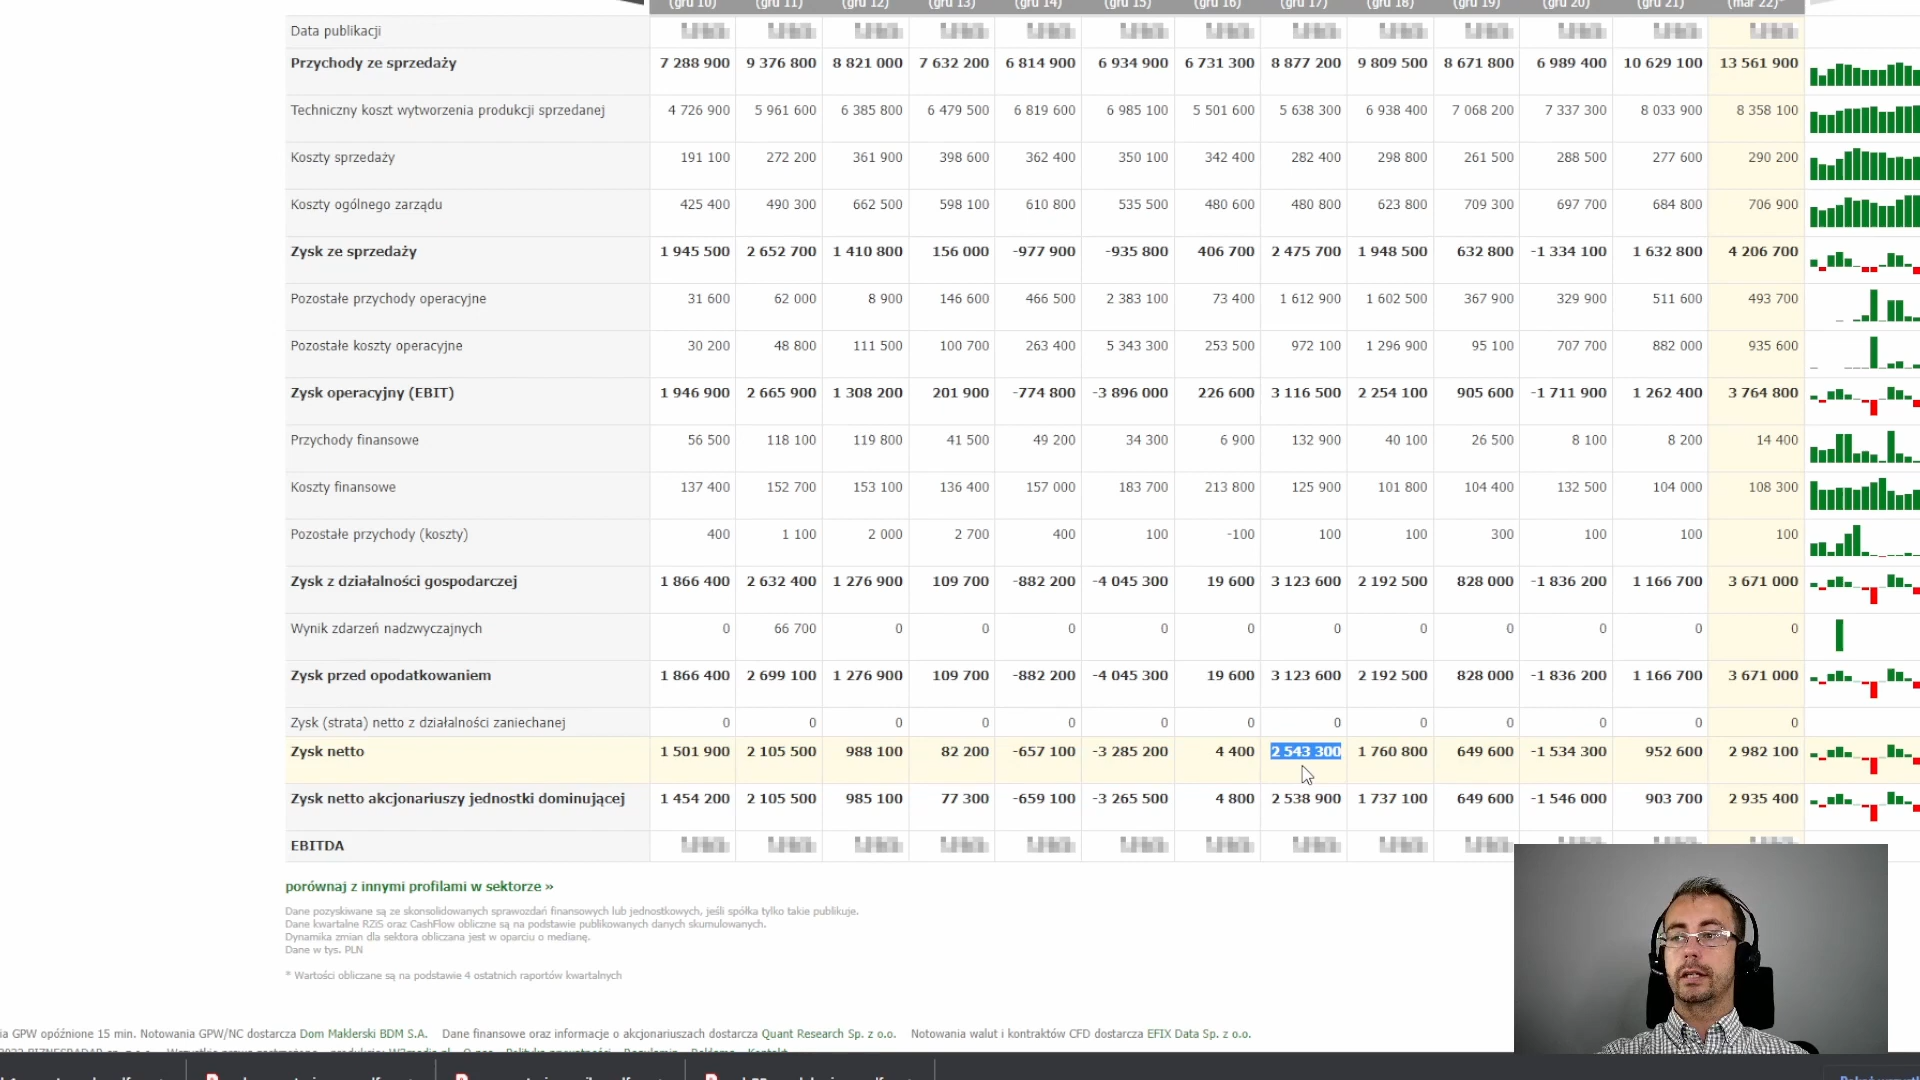 (gru 10) (gru 11) (gru 12) (gru 13) (gru 14) (gru 15) (gru 16) (gru 17) (gru 18) (gru 19) (gru 20) (gru 21) (mar 22)*
Data publikacji
Przychody ze sprzedaży 7 288 900 9 376 800 8 821 000 7 632 200 6 814 900 6 934 900 6 731 300 8 877 200 9 809 500 8 671 800 6 989 400 10 629 100 13 561 900
Techniczny koszt wytworzenia produkcji sprzedanej 4 726 900 5 961 600 6 385 800 6 479 500 6 819 600 6 985 100 5 501 600 5 638 300 6 938 400 7 068 200 7 337 300 8 033 900 8 358 100
Koszty sprzedaży 191 100 272 200 361 900 398 600 362 400 350 100 342 400 282 400 298 800 261 500 288 500 277 600 290 200
Koszty ogólnego zarządu 425 400 490 300 662 500 598 100 610 800 535 500 480 600 480 800 623 800 709 300 697 700 684 800 706 900
Zysk ze sprzedaży 1 945 500 2 652 700 1 410 800 156 000 -977 900 -935 800 406 700 2 475 700 1 948 500 632 800 -1 334 100 1 632 800 4 206 700
Pozostałe przychody operacyjne 31 600 62 000 8 900 146 600 466 500 2 383 100 73 400 1 612 900 1 602 500 367 900 329 900 511 600 493 700
Pozostałe koszty operacyjne 30 200 48 800 111 500 100 700 263 400 5 343 300 253 500 972 100 1 296 900 95 100 707 700 882 000 935 600
Zysk operacyjny (EBIT) 1 946 900 2 665 900 1 308 200 201 900 -774 800 -3 896 000 226 600 3 116 500 2 254 100 905 600 -1 711 900 1 262 400 3 764 800
Przychody finansowe 56 500 118 100 119 800 41 500 49 200 34 300 6 900 132 900 40 100 26 500 8 100 8 200 14 400
Koszty finansowe 137 400 152 700 153 100 136 400 157 000 183 700 213 800 125 900 101 800 104 400 132 500 104 000 108 300
Pozostałe przychody (koszty) 400 1 100 2 000 2 700 400 100 -100 100 100 300 100 100 100
Zysk z działalności gospodarczej 1 866 400 2 632 400 1 276 900 109 700 -882 200 -4 045 300 19 600 3 123 600 2 192 500 828 000 -1 836 200 1 166 700 3 671 000
Wynik zdarzeń nadzwyczajnych 0 66 700 0 0 0 0 0 0 0 0 0 0 0
Zysk przed opodatkowaniem 1 866 400 2 699 100 1 276 900 109 700 -882 200 -4 045 300 19 600 3 123 600 2 192 500 828 000 -1 836 200 1 166 700 3 671 000
Zysk (strata) netto z działalności zaniechanej 0 0 0 0 0 0 0 0 0 0 0 0 0
Zysk netto 1 501 900 2 105 500 988 100 82 200 -657 100 -3 285 200 4 400 2 543 300 1 760 800 649 600 -1 534 300 952 600 2 982 100
Zysk netto akcjonariuszy jednostki dominującej 1 454 200 2 105 500 985 100 77 300 -659 100 -3 265 500 4 800 2 538 900 1 737 100 649 600 -1 546 000 903 700 2 935 400
EBITDA
porównaj z innymi profilami w sektorze »
Dane pozyskiwane są ze skonsolidowanych sprawozdań finansowych lub jednostkowych, jeśli spółka tylko takie publikuje.
Dane kwartalne RZiS oraz CashFlow obliczne są na podstawie publikowanych danych skumulowanych.
Dynamika zmian dla sektora obliczana jest w oparciu o medianę.
Dane w tys. PLN
* Wartości obliczane są na podstawie 4 ostatnich raportów kwartalnych
ia GPW opóźnione 15 min. Notowania GPW/NC dostarcza Dom Maklerski BDM S.A. Dane finansowe oraz informacje o akcjonariuszach dostarcza Quant Research Sp. z o.o. Notowania walut i kontraktów CFD dostarcza EFIX Data Sp. z o.o.